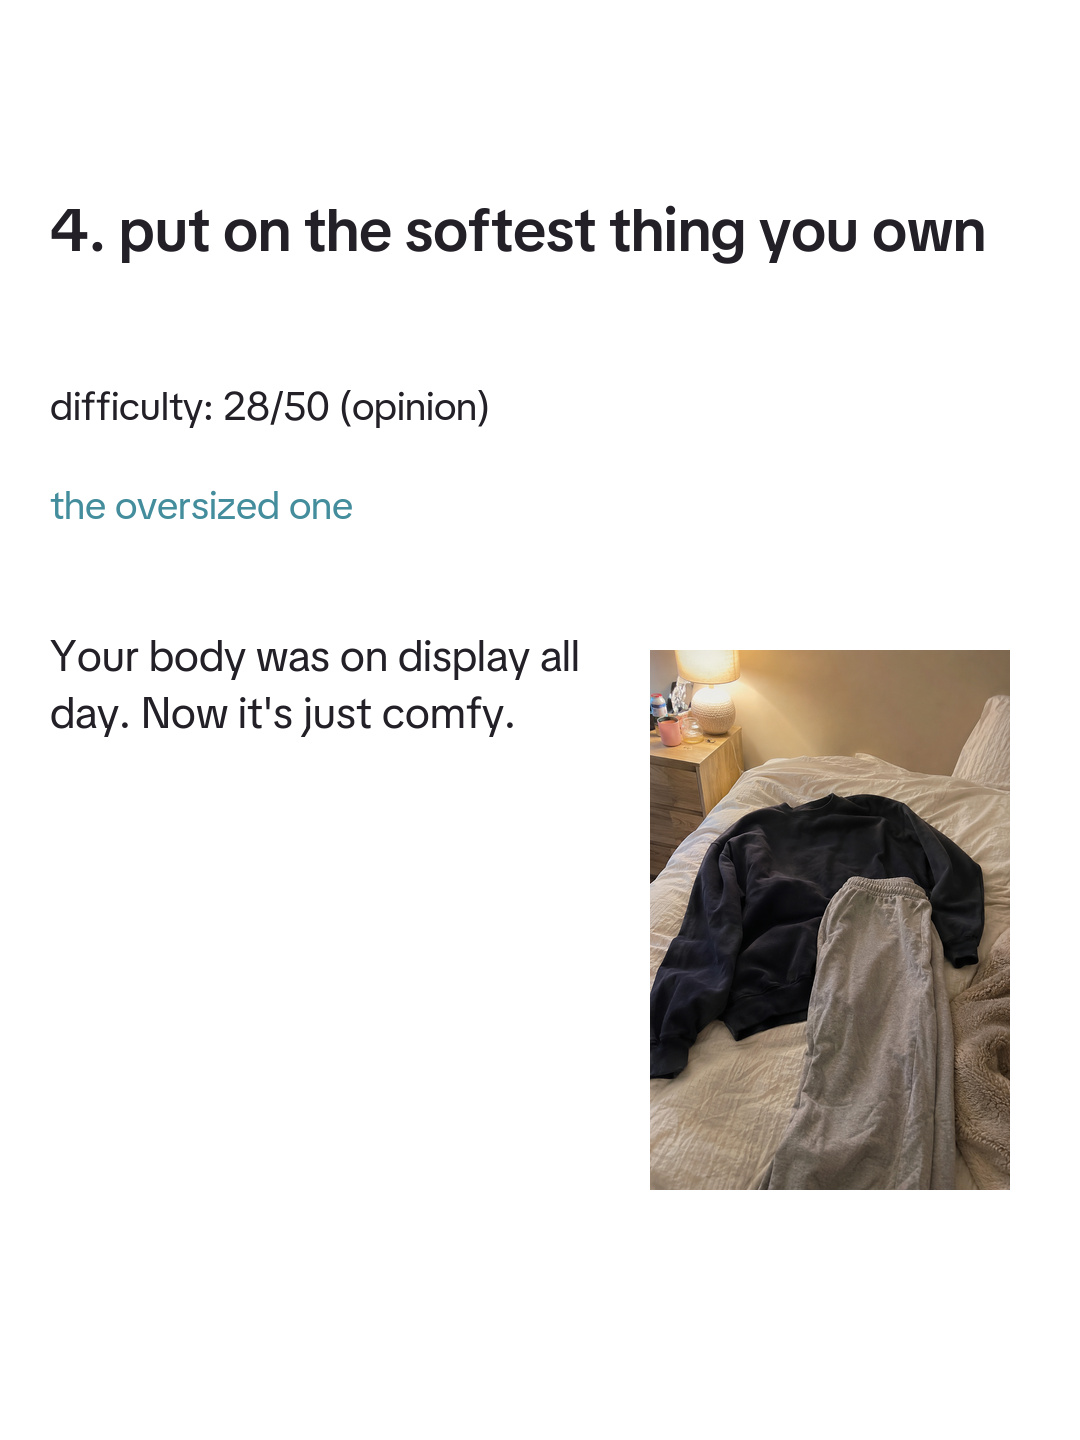 4. put on the softest thing you own
difficulty: 28/50 (opinion)
the oversized one
Your body was on display all
day. Now it's just comfy.